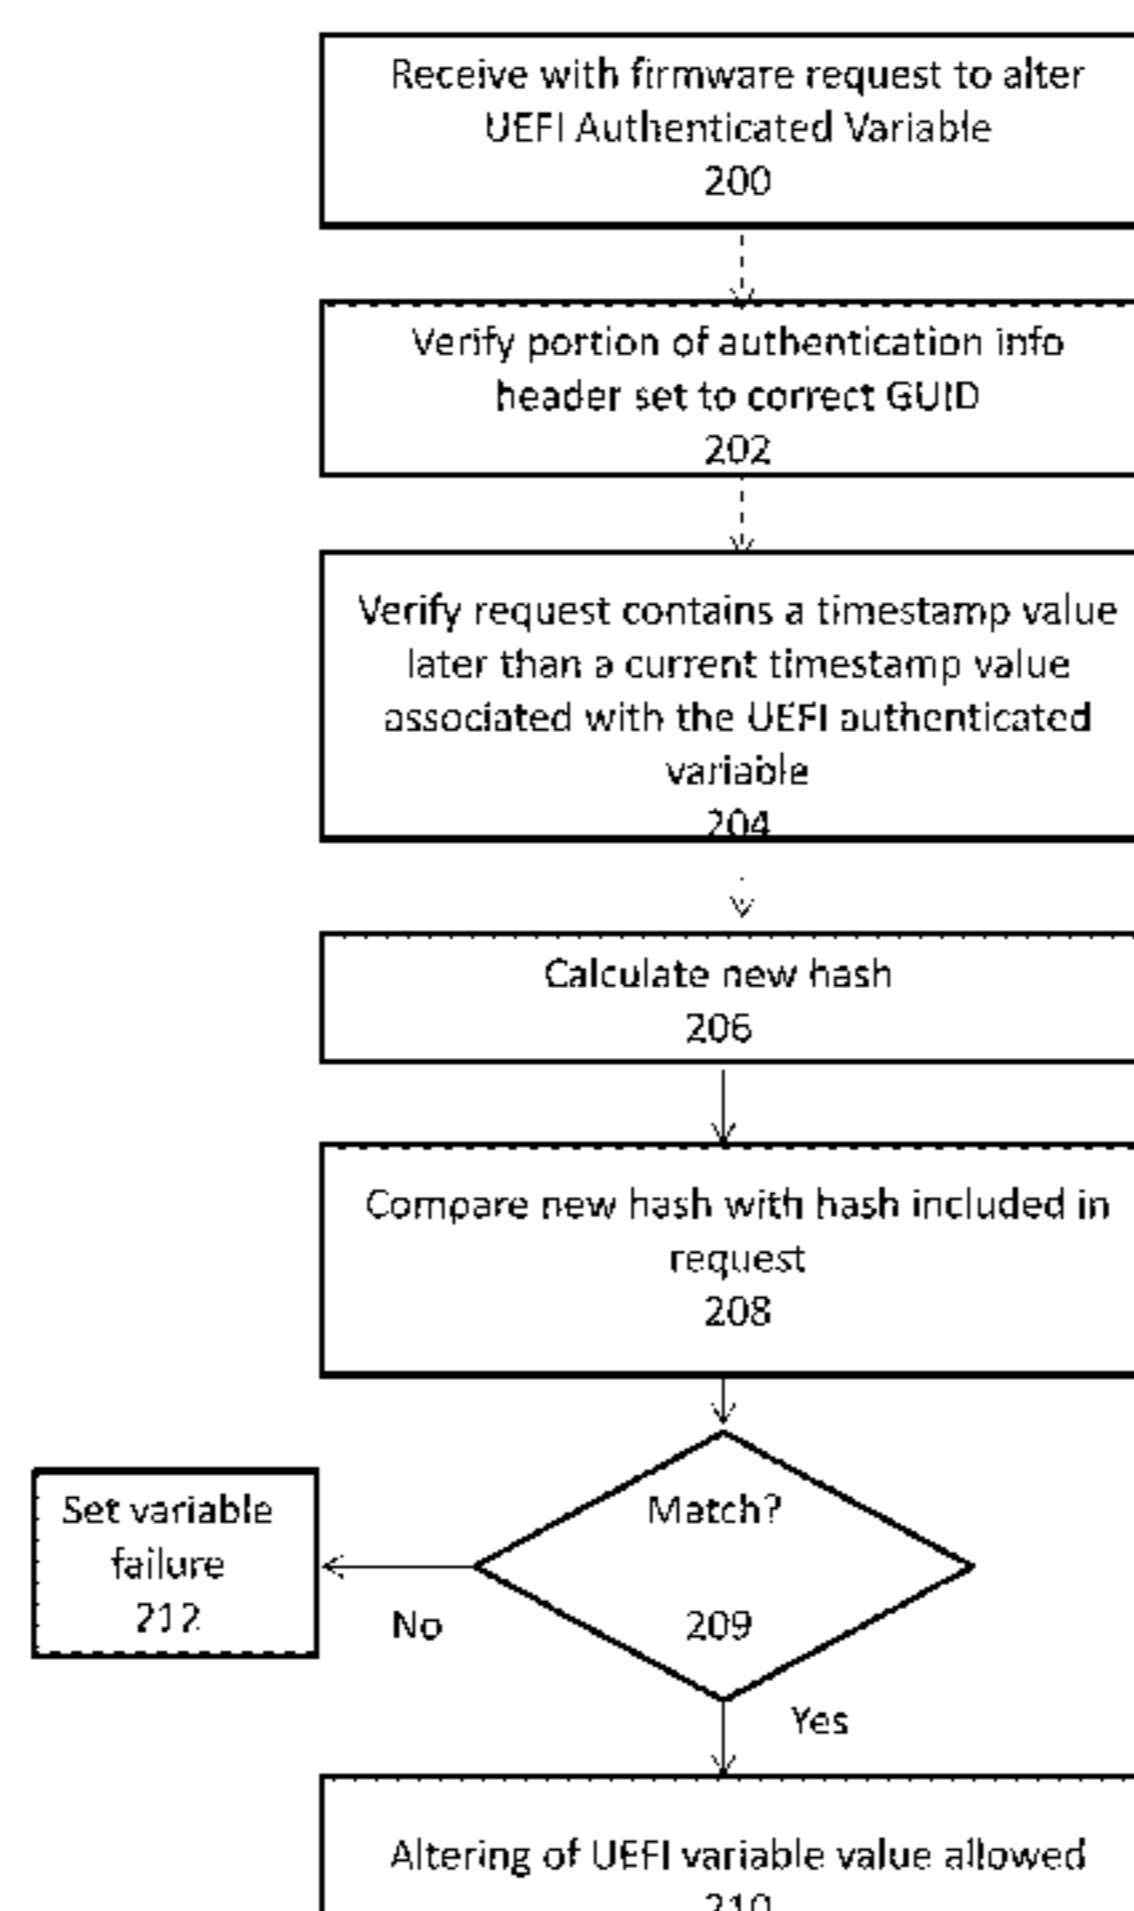 Receive with firmware request to alter
UEFI Authenticated Variable
200
Verify portion of authentication info
header set to correct GUID
202
Verify request contains a timestamp value
later than a current timestamp value
associated with the UEFI authenticated
variable
204
Calculate new hash
206
Compare new hash with hash included in
request
208
Match?
209
Set variable
failure
212
No
Yes
Altering of UEFI variable value allowed
210